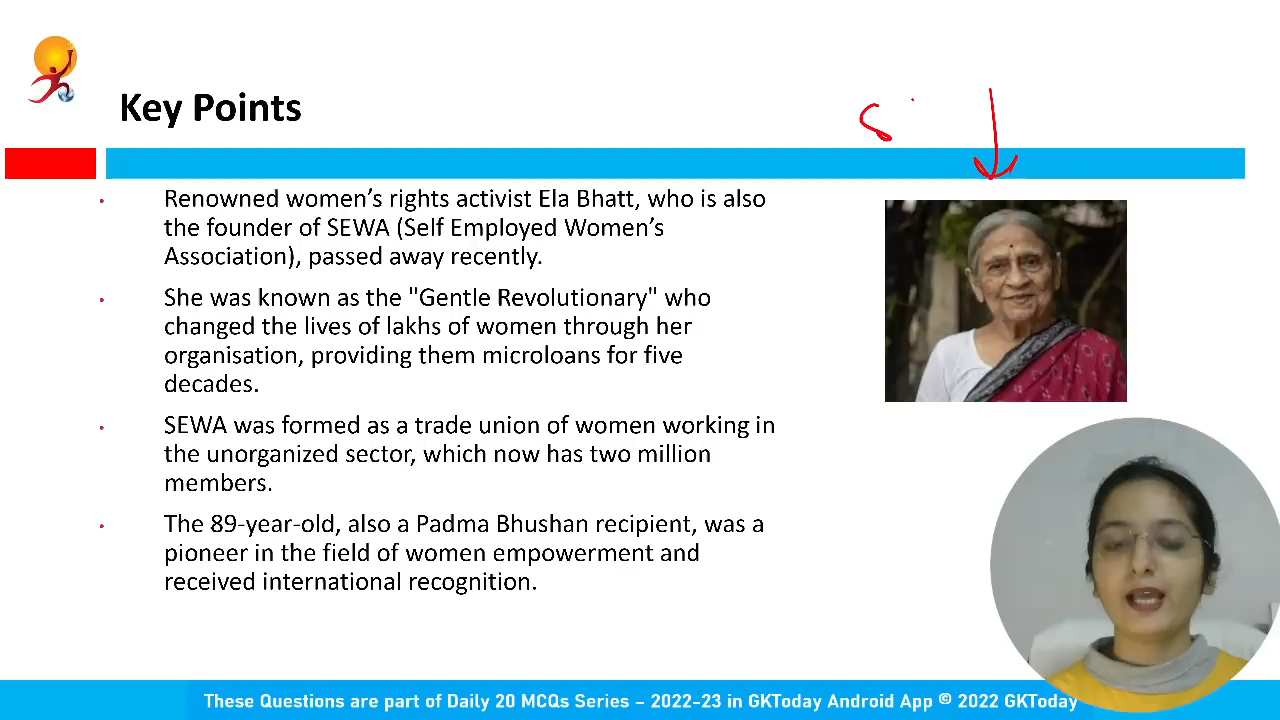 Key Points
• Renowned women's rights activist Ela Bhatt, who is also
the founder of SEWA (Self Employed Women's
Association), passed away recently.
• She was known as the "Gentle Revolutionary" who
changed the lives of lakhs of women through her
organisation, providing them microloans for five
decades.
• SEWA was formed as a trade union of women working in
the unorganized sector, which now has two million
members.
• The 89-year-old, also a Padma Bhushan recipient, was a
pioneer in the field of women empowerment and
received international recognition.
These Questions are part of Daily 20 MCQs Series – 2022-23 in GKToday Android App © 2022 GKToday